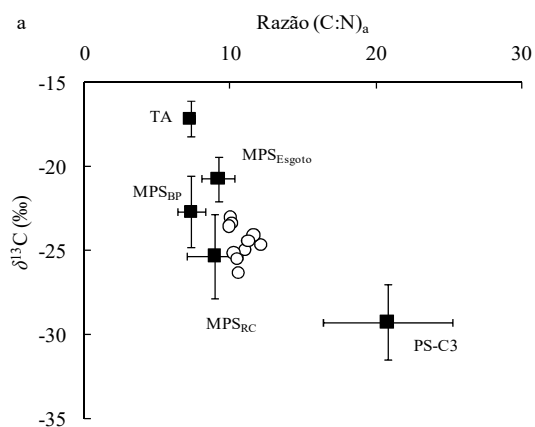 a
Razão (C:N)a
0 10 20 30
-15
TA
MPSEsgoto
-20
MPSBP
δ13C (‰)
-25
MPSRC
-30
PS-C3
-35